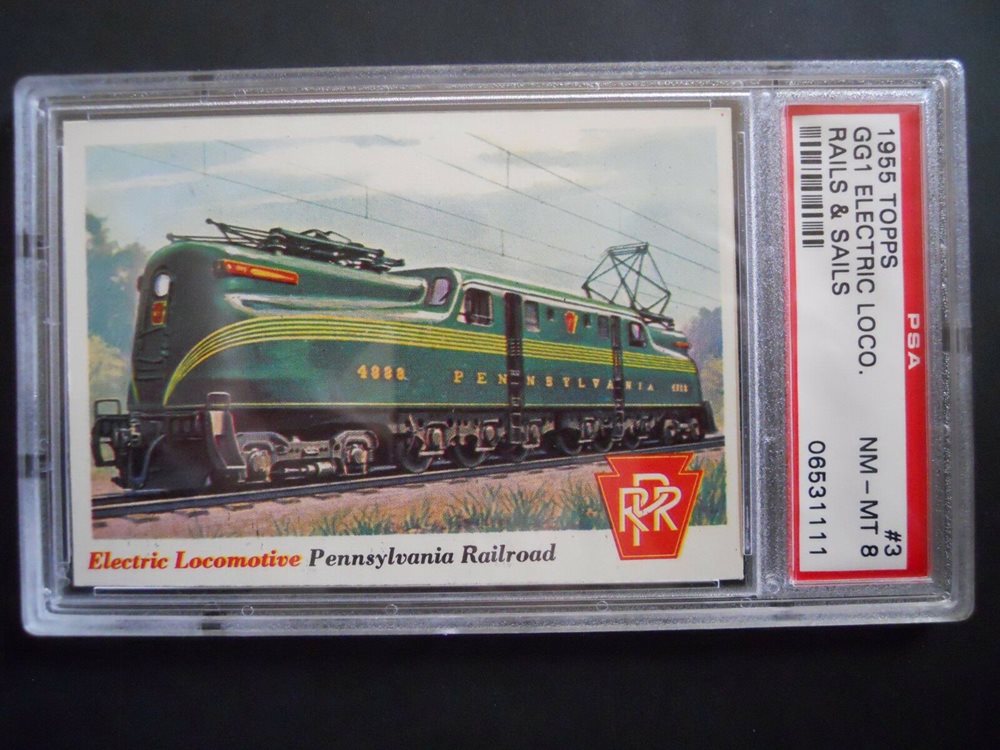 4888
PENNSYLVANIA
PRR
Electric Locomotive Pennsylvania Railroad
PSA
1955 TOPPS #3
GG1 ELECTRIC LOCO. NM-MT 8
RAILS & SAILS
06531111